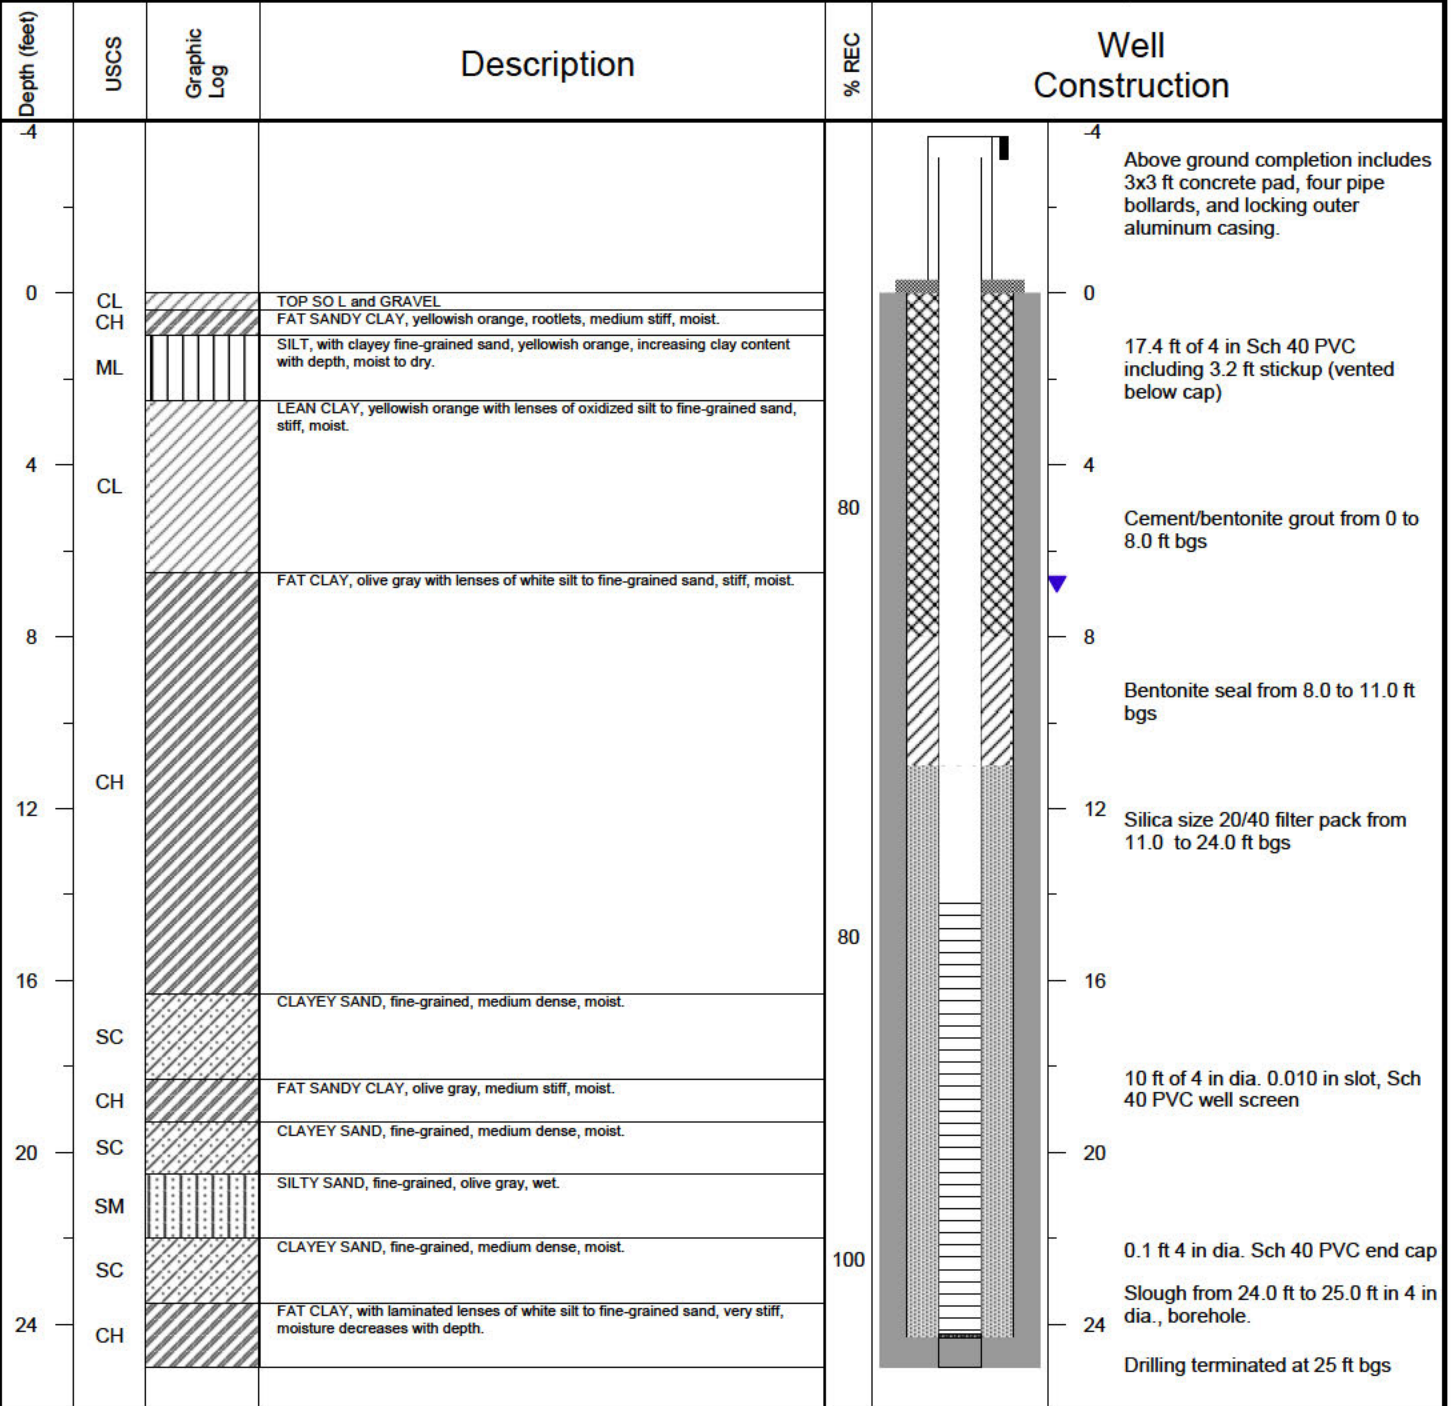 Depth (feet)
USCS
Graphic
Log
Description
% REC
Well
Construction
-4
-4
Above ground completion includes
3x3 ft concrete pad, four pipe
bollards, and locking outer
aluminum casing.
0
CL
TOP SO L and GRAVEL
0
CH
FAT SANDY CLAY, yellowish orange, rootlets, medium stiff, moist.
ML
SILT, with clayey fine-grained sand, yellowish orange, increasing clay content
with depth, moist to dry.
17.4 ft of 4 in Sch 40 PVC
including 3.2 ft stickup (vented
below cap)
LEAN CLAY, yellowish orange with lenses of oxidized silt to fine-grained sand,
stiff, moist.
4
CL
4
80
Cement/bentonite grout from 0 to
8.0 ft bgs
FAT CLAY, olive gray with lenses of white silt to fine-grained sand, stiff, moist.
8
8
Bentonite seal from 8.0 to 11.0 ft
bgs
CH
12
12
Silica size 20/40 filter pack from
11.0 to 24.0 ft bgs
80
16
16
CLAYEY SAND, fine-grained, medium dense, moist.
SC
FAT SANDY CLAY, olive gray, medium stiff, moist.
CH
10 ft of 4 in dia. 0.010 in slot, Sch
40 PVC well screen
CLAYEY SAND, fine-grained, medium dense, moist.
SC
20
20
SILTY SAND, fine-grained, olive gray, wet.
SM
CLAYEY SAND, fine-grained, medium dense, moist.
SC
100
0.1 ft 4 in dia. Sch 40 PVC end cap
Slough from 24.0 ft to 25.0 ft in 4 in
dia., borehole.
FAT CLAY, with laminated lenses of white silt to fine-grained sand, very stiff,
moisture decreases with depth.
24
CH
24
Drilling terminated at 25 ft bgs